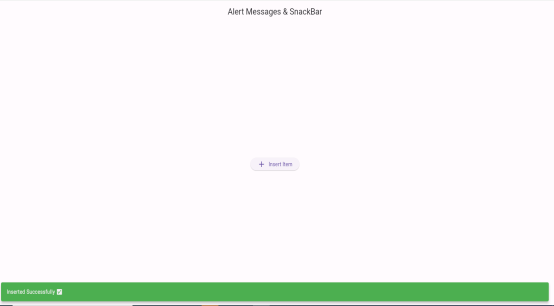 Alert Messages & SnackBar
Insert Item
Inserted Successfully ✅